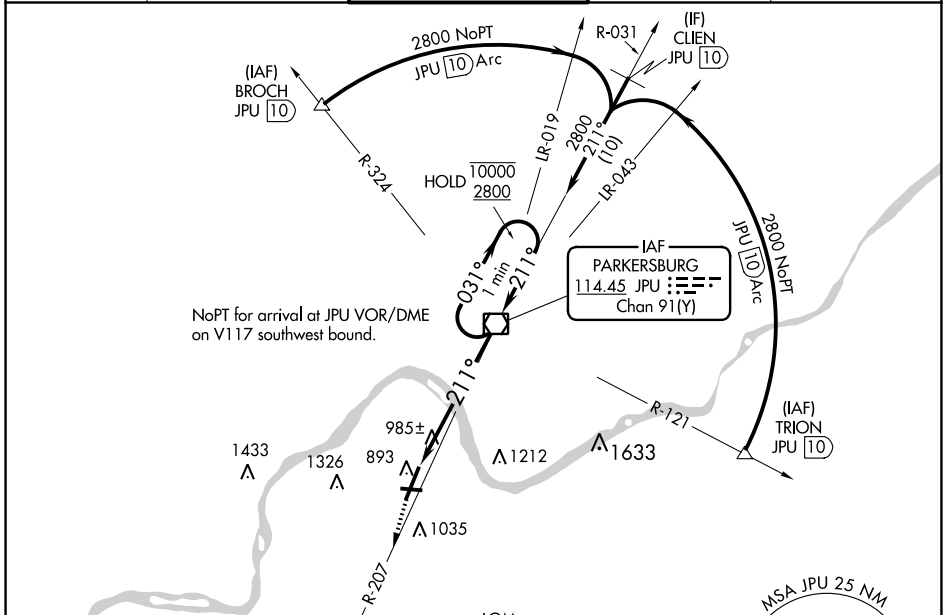 (IF)
CLIEN
JPU 10
R-031
2800 NoPT
JPU 10 Arc
(IAF)
BROCH
JPU 10
R-324
LR-019
2800
211°
(10)
LR-043
HOLD 10000
2800
031°
1 min
211°
IAF
PARKERSBURG
114.45 JPU
Chan 91(Y)
2800 NoPT
JPU 10 Arc
NoPT for arrival at JPU VOR/DME
on V117 southwest bound.
211°
R-121
(IAF)
TRION
JPU 10
985±
1433
1326
893
1212
1633
1035
R-207
MSA JPU 25 NM